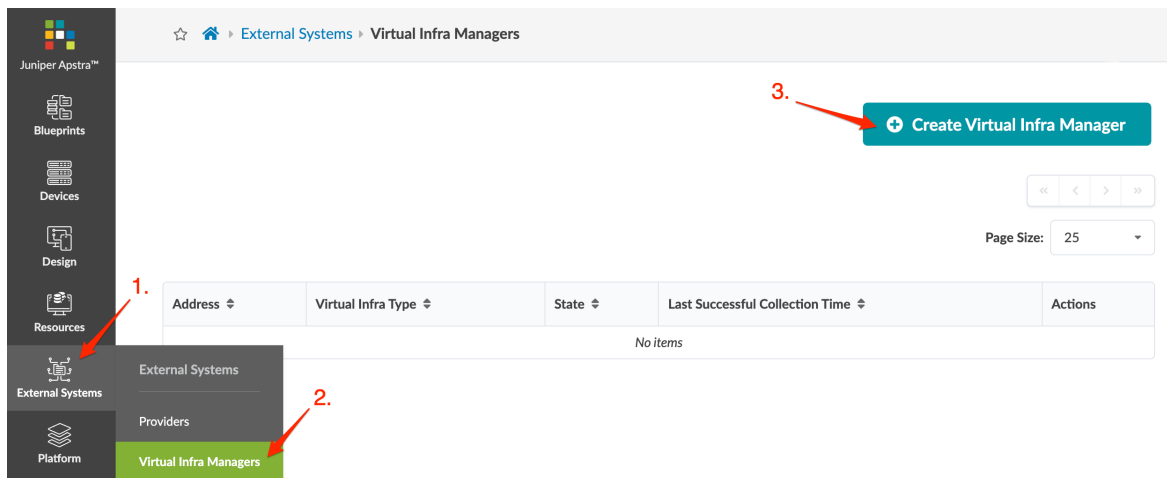 Juniper Apstra™
Blueprints
Devices
Design
Resources
External Systems
Platform
External Systems › Virtual Infra Managers
3.
Create Virtual Infra Manager
« ‹ › »
Page Size: 25
1.
Address Virtual Infra Type State Last Successful Collection Time Actions
No items
External Systems
Providers
2.
Virtual Infra Managers